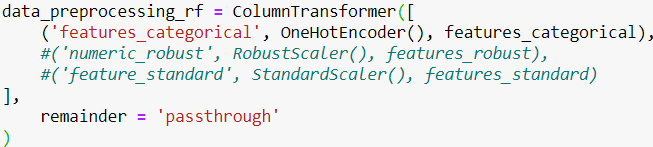 data_preprocessing_rf = ColumnTransformer([
    ('features_categorical', OneHotEncoder(), features_categorical),
    #('numeric_robust', RobustScaler(), features_robust),
    #('feature_standard', StandardScaler(), features_standard)
],
    remainder = 'passthrough'
)